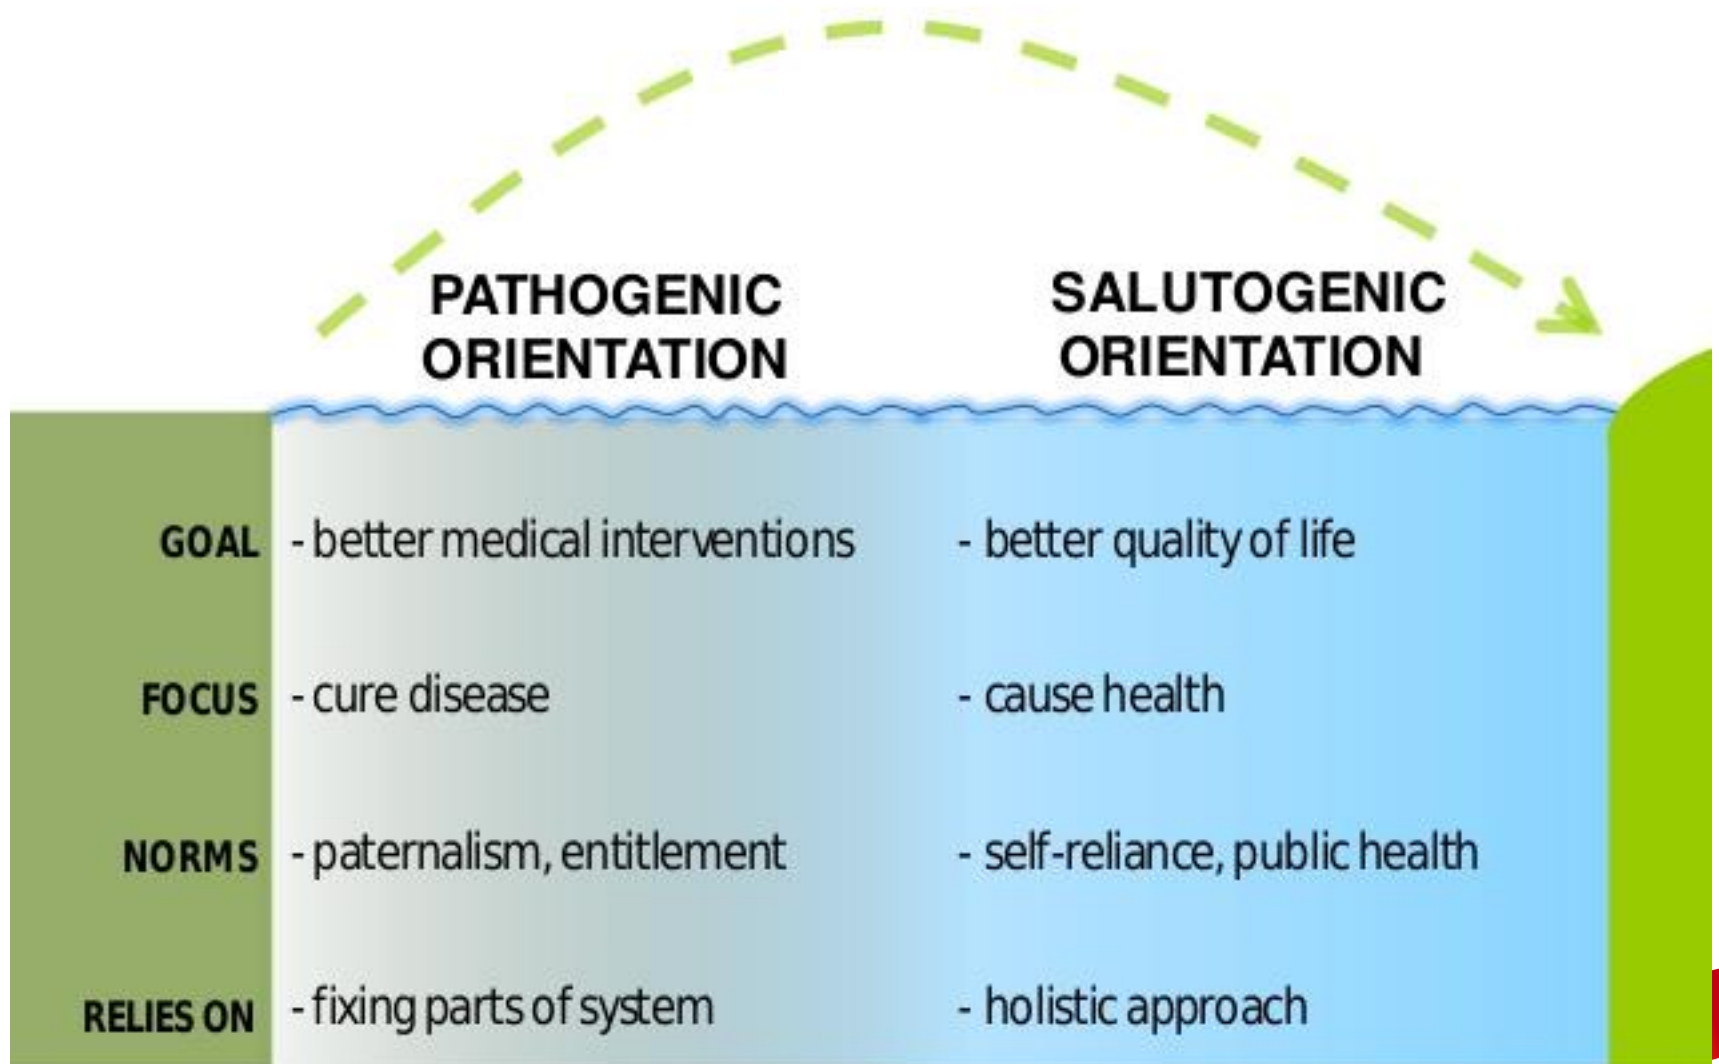 PATHOGENIC
ORIENTATION
SALUTOGENIC
ORIENTATION
GOAL - better medical interventions - better quality of life
FOCUS - cure disease - cause health
NORMS - paternalism, entitlement - self-reliance, public health
RELIES ON - fixing parts of system - holistic approach